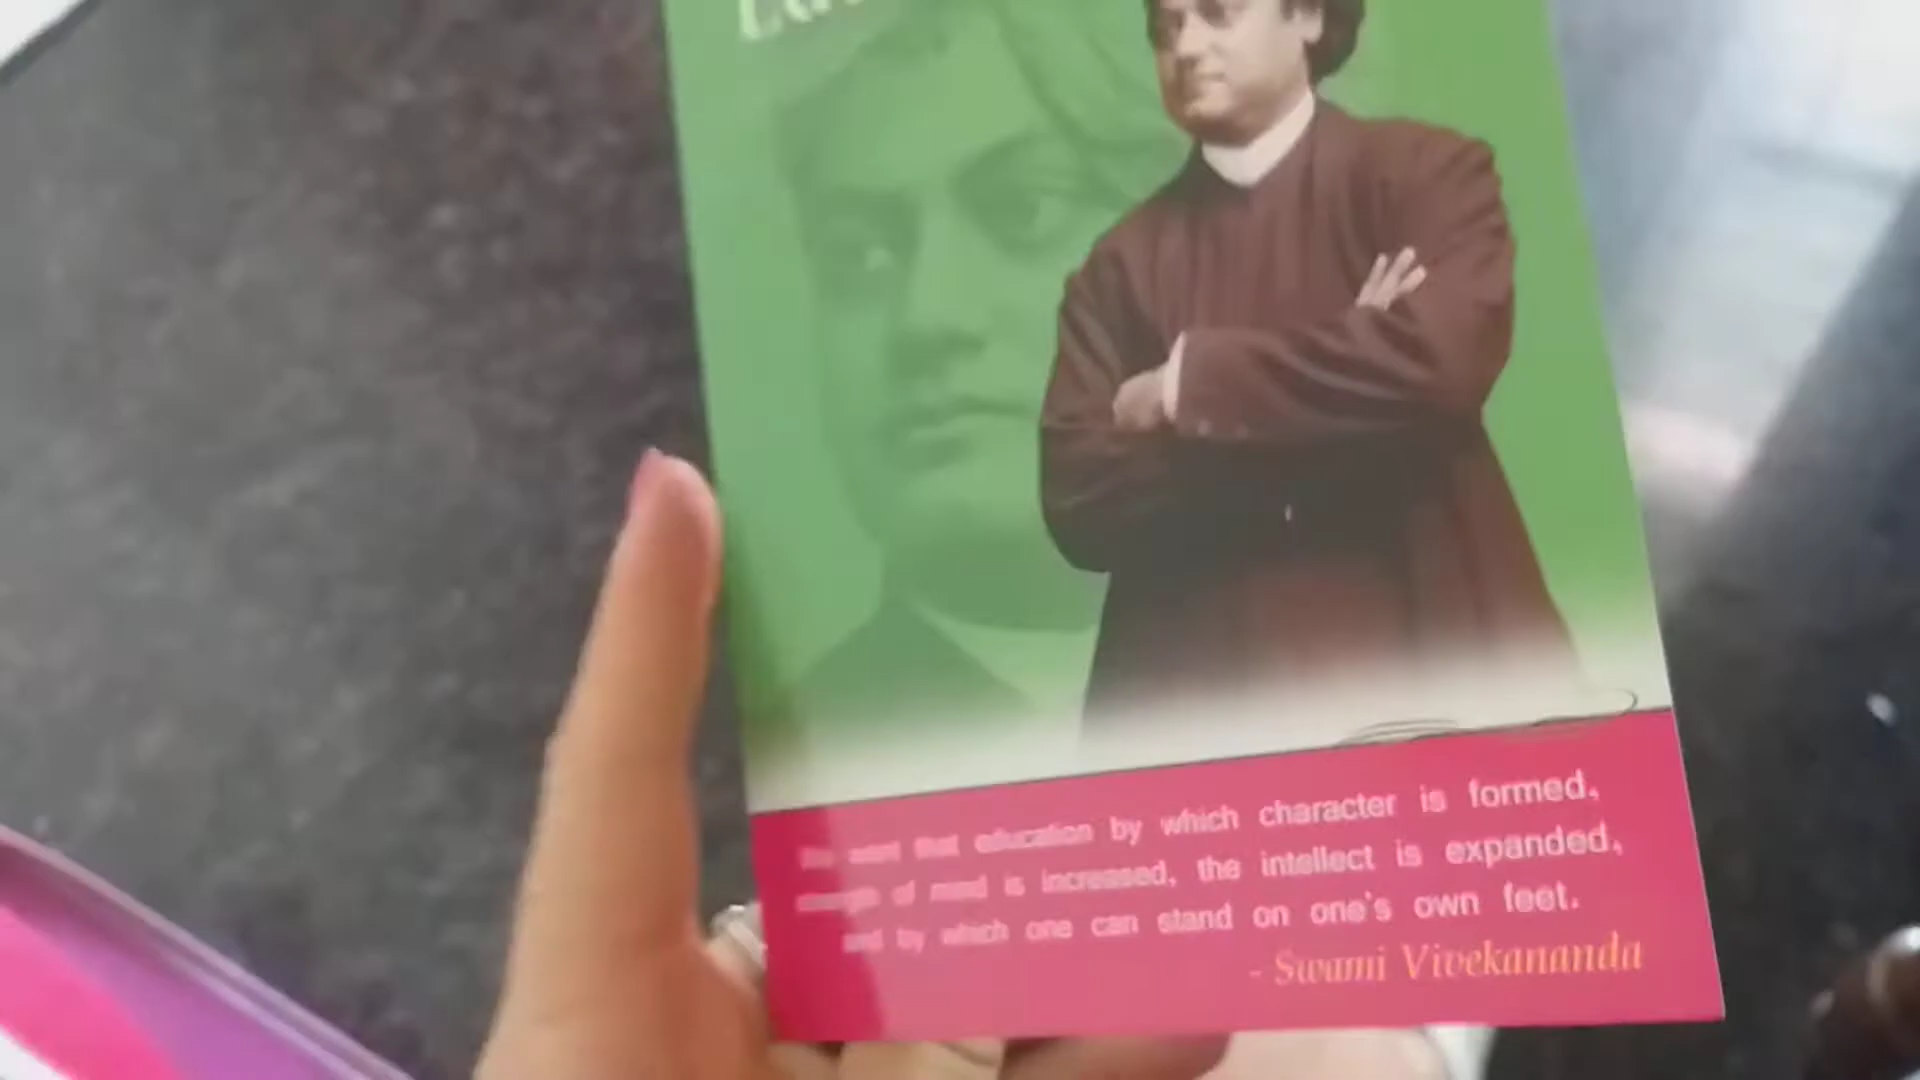 We want that education by which character is formed,
strength of mind is increased, the intellect is expanded,
and by which one can stand on one's own feet.
- Swami Vivekananda